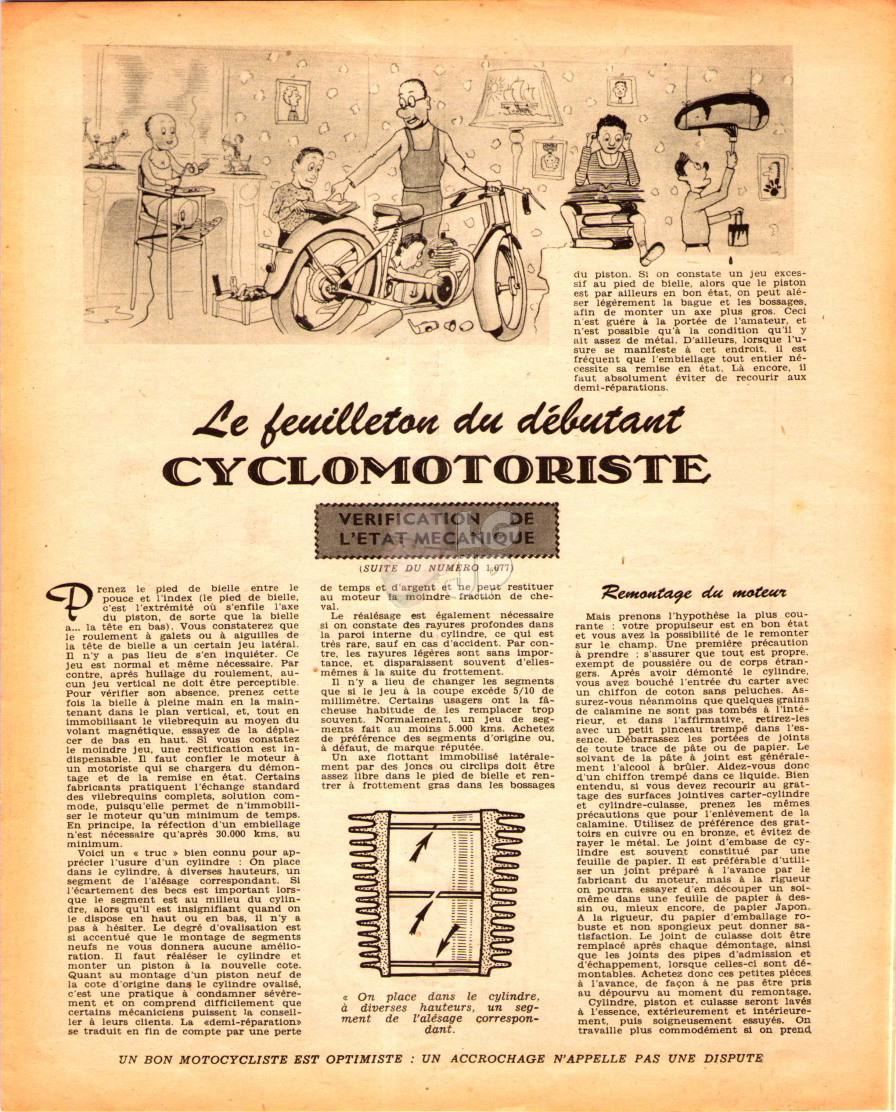 Le feuilleton du débutant
CYCLOMOTORISTE
VERIFICATION DE
L'ETAT MECANIQUE
(SUITE DU NUMERO 1.077)
Prenez le pied de bielle entre le
pouce et l'index (le pied de bielle,
c'est l'extrémité où s'enfile l'axe
du piston, de sorte que la bielle
a... la tête en bas). Vous constaterez que
le roulement à galets ou à aiguilles de
la tête de bielle a un certain jeu latéral.
Il n'y a pas lieu de s'en inquiéter. Ce
jeu est normal et même nécessaire. Par
contre, après huilage du roulement, au-
cun jeu vertical ne doit être perceptible.
Pour vérifier son absence, prenez cette
fois la bielle à pleine main en la main-
tenant dans le plan vertical, et, tout en
immobilisant le vilebrequin au moyen du
volant magnétique, essayez de la dépla-
cer de bas en haut. Si vous constatez
le moindre jeu, une rectification est in-
dispensable. Il faut confier le moteur à
un motoriste qui se chargera du démon-
tage et de la remise en état. Certains
fabricants pratiquent l'échange standard
des vilebrequins complets, solution com-
mode, puisqu'elle permet de n'immobili-
ser le moteur qu'un minimum de temps.
En principe, la réfection d'un embiellage
n'est nécessaire qu'après 30.000 kms, au
minimum.
Voici un « truc » bien connu pour ap-
précier l'usure d'un cylindre : On place
dans le cylindre, à diverses hauteurs, un
segment de l'alésage correspondant. Si
l'écartement des becs est important lors-
que le segment est au milieu du cylin-
dre, alors qu'il est insignifiant quand on
le dispose en haut ou en bas, il n'y a
pas à hésiter. Le degré d'ovalisation est
si accentué que le montage de segments
neufs ne vous donnera aucune amélio-
ration. Il faut réaléser le cylindre et
monter un piston à la nouvelle cote.
Quant au montage d'un piston neuf de
la cote d'origine dans le cylindre ovalisé,
c'est une pratique à condamner sévère-
ment et on comprend difficilement que
certains mécaniciens puissent la conseil-
ler à leurs clients. La «demi-réparation»
se traduit en fin de compte par une perte
de temps et d'argent et ne peut restituer
au moteur la moindre fraction de che-
val.
Le réalésage est également nécessaire
si on constate des rayures profondes dans
la paroi interne du cylindre, ce qui est
très rare, sauf en cas d'accident. Par con-
tre, les rayures légères sont sans impor-
tance, et disparaissent souvent d'elles-
mêmes à la suite du frottement.
Il n'y a lieu de changer les segments
que si le jeu à la coupe excède 5/10 de
millimètre. Certains usagers ont la fâ-
cheuse habitude de les remplacer trop
souvent. Normalement, un jeu de seg-
ments fait au moins 5.000 kms. Achetez
de préférence des segments d'origine ou,
à défaut, de marque réputée.
Un axe flottant immobilisé latérale-
ment par des joncs ou circlips doit être
assez libre dans le pied de bielle et ren-
trer à frottement gras dans les bossages
« On place dans le cylindre,
à diverses hauteurs, un seg-
ment de l'alésage correspon-
dant.
du piston. Si on constate un jeu exces-
sif au pied de bielle, alors que le piston
est par ailleurs en bon état, on peut alé-
ser légèrement la bague et les bossages,
afin de monter un axe plus gros. Ceci
n'est guère à la portée de l'amateur, et
n'est possible qu'à la condition qu'il y
ait assez de métal. D'ailleurs, lorsque l'u-
sure se manifeste à cet endroit, il est
fréquent que l'embiellage tout entier né-
cessite sa remise en état. Là encore, il
faut absolument éviter de recourir aux
demi-réparations.
Remontage du moteur
Mais prenons l'hypothèse la plus cou-
rante : votre propulseur est en bon état
et vous avez la possibilité de le remonter
sur le champ. Une première précaution
à prendre : s'assurer que tout est propre,
exempt de poussière ou de corps étran-
gers. Après avoir démonté le cylindre,
vous avez bouché l'entrée du carter avec
un chiffon de coton sans peluches. As-
surez-vous néanmoins que quelques grains
de calamine ne sont pas tombés à l'inté-
rieur, et dans l'affirmative, retirez-les
avec un petit pinceau trempé dans l'es-
sence. Débarrassez les portées de joints
de toute trace de pâte ou de papier. Le
solvant de la pâte à joint est générale-
ment l'alcool à brûler. Aidez-vous donc
d'un chiffon trempé dans ce liquide. Bien
entendu, si vous devez recourir au grat-
tage des surfaces jointives carter-cylindre
et cylindre-culasse, prenez les mêmes
précautions que pour l'enlèvement de la
calamine. Utilisez de préférence des grat-
toirs en cuivre ou en bronze, et évitez de
rayer le métal. Le joint d'embase de cy-
lindre est souvent constitué par une
feuille de papier. Il est préférable d'utili-
ser un joint préparé à l'avance par le
fabricant du moteur, mais à la rigueur
on pourra essayer d'en découper un soi-
même dans une feuille de papier à des-
sin ou, mieux encore, de papier Japon.
A la rigueur, du papier d'emballage ro-
buste et non spongieux peut donner sa-
tisfaction. Le joint de culasse doit être
remplacé après chaque démontage, ainsi
que les joints des pipes d'admission et
d'échappement, lorsque celles-ci sont dé-
montables. Achetez donc ces petites pièces
à l'avance, de façon à ne pas être pris
au dépourvu au moment du remontage.
Cylindre, piston et culasse seront lavés
à l'essence, extérieurement et intérieure-
ment, puis soigneusement essuyés. On
travaille plus commodément si on prend
UN BON MOTOCYCLISTE EST OPTIMISTE : UN ACCROCHAGE N'APPELLE PAS UNE DISPUTE